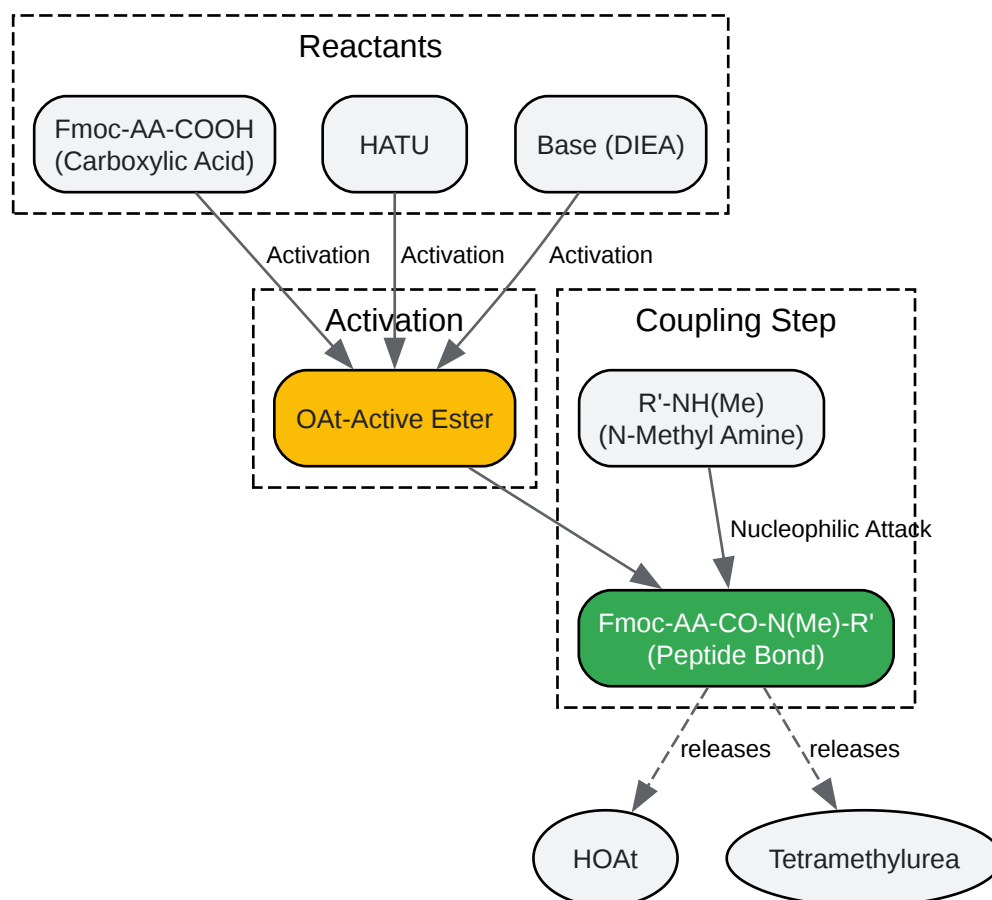 Reactants
Fmoc-AA-COOH
(Carboxylic Acid)
HATU
Base (DIEA)
Activation
Activation
Activation
Activation
Coupling Step
OAt-Active Ester
R'-NH(Me)
(N-Methyl Amine)
Nucleophilic Attack
Fmoc-AA-CO-N(Me)-R'
(Peptide Bond)
releases
releases
HOAt
Tetramethylurea